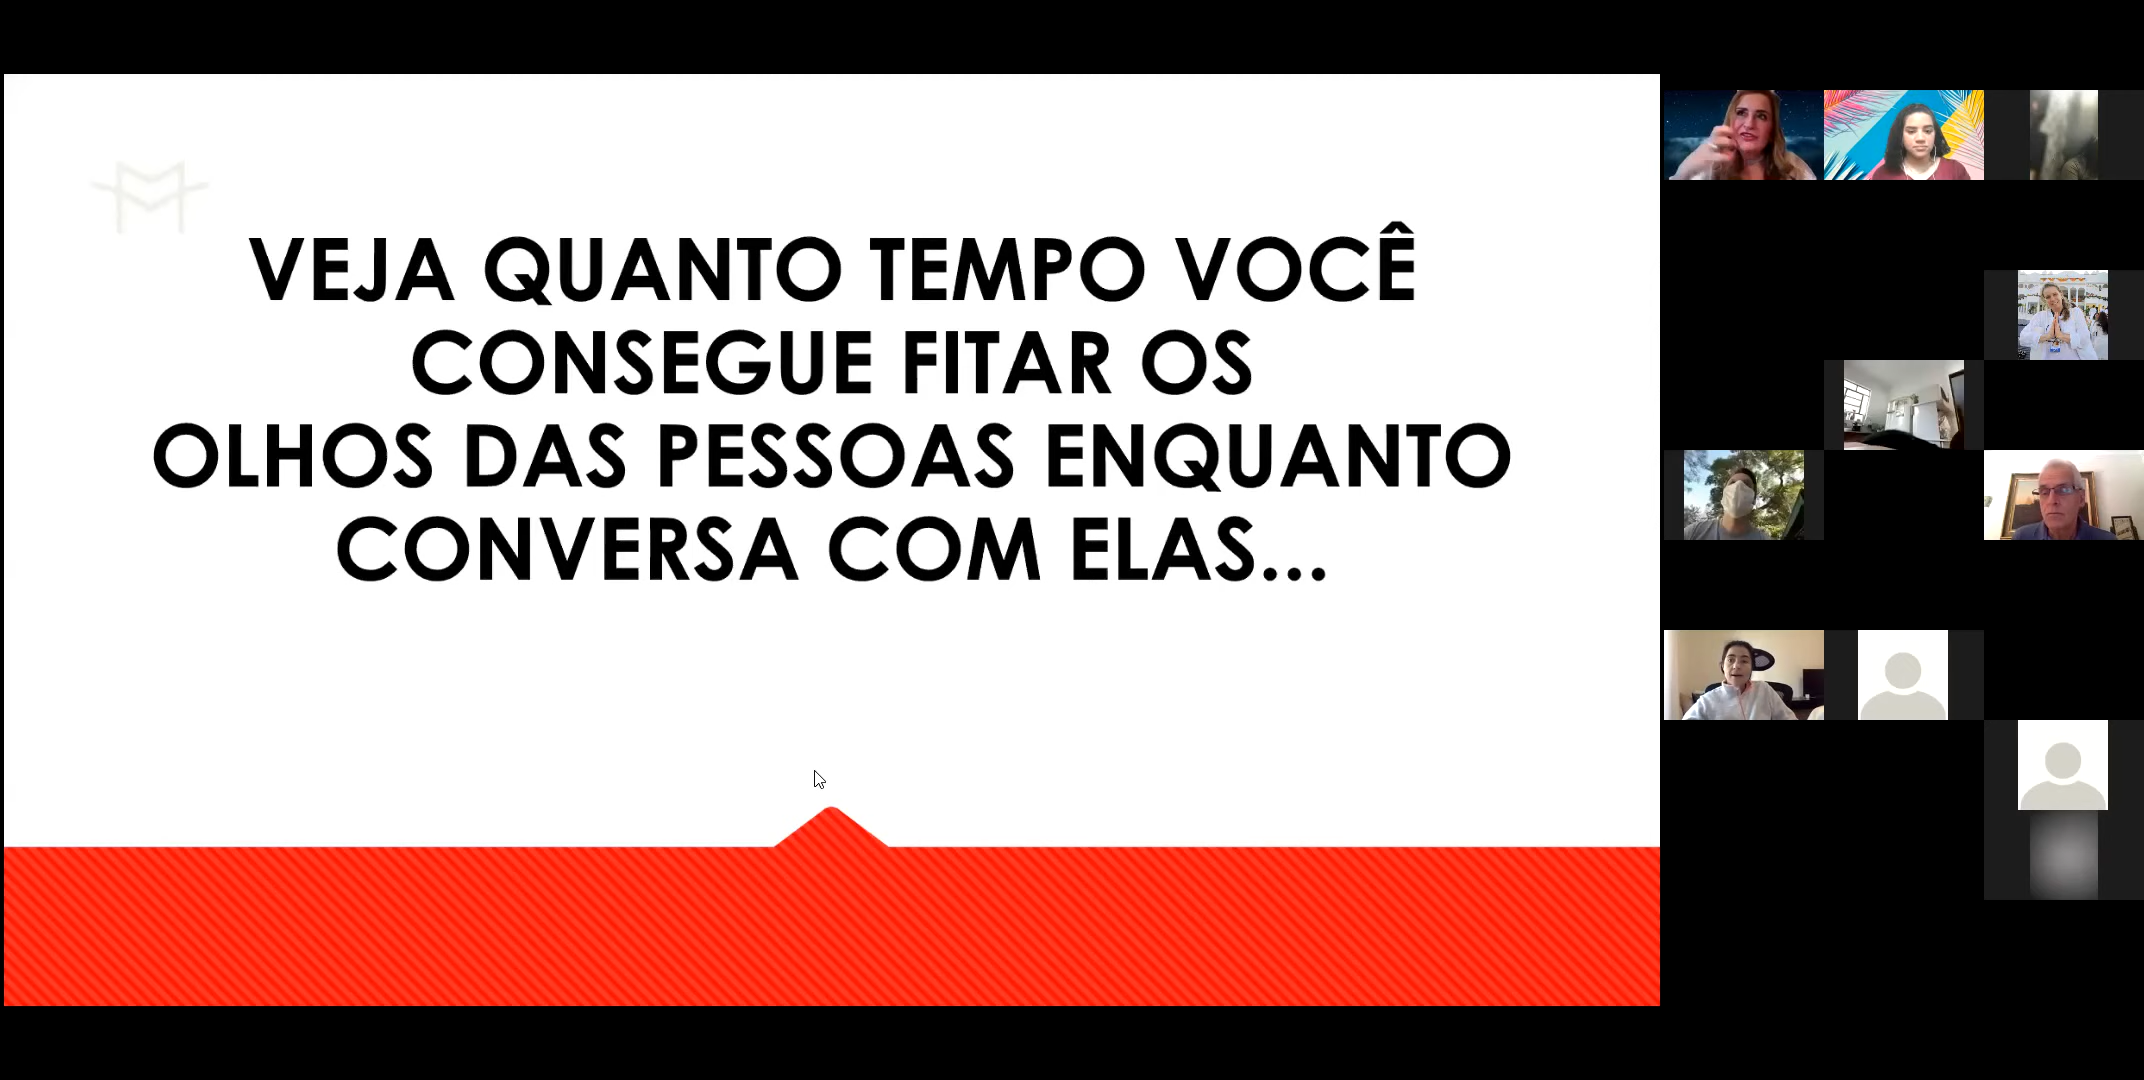 VEJA QUANTO TEMPO VOCÊ
CONSEGUE FITAR OS
OLHOS DAS PESSOAS ENQUANTO
CONVERSA COM ELAS...